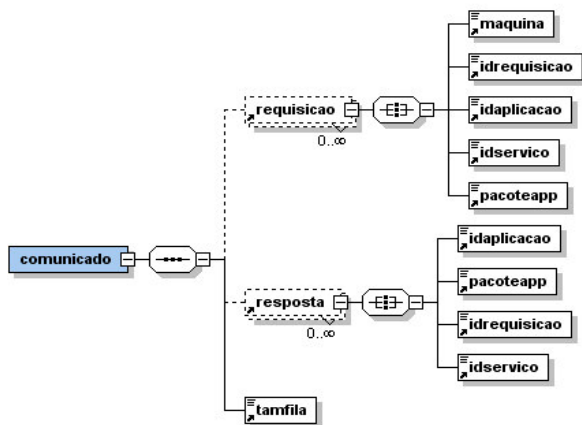 maquina
idrequisicao
requisicao
0..∞
idaplicacao
idservico
pacoteapp
comunicado
idaplicacao
pacoteapp
resposta
0..∞
idrequisicao
idservico
tamfila